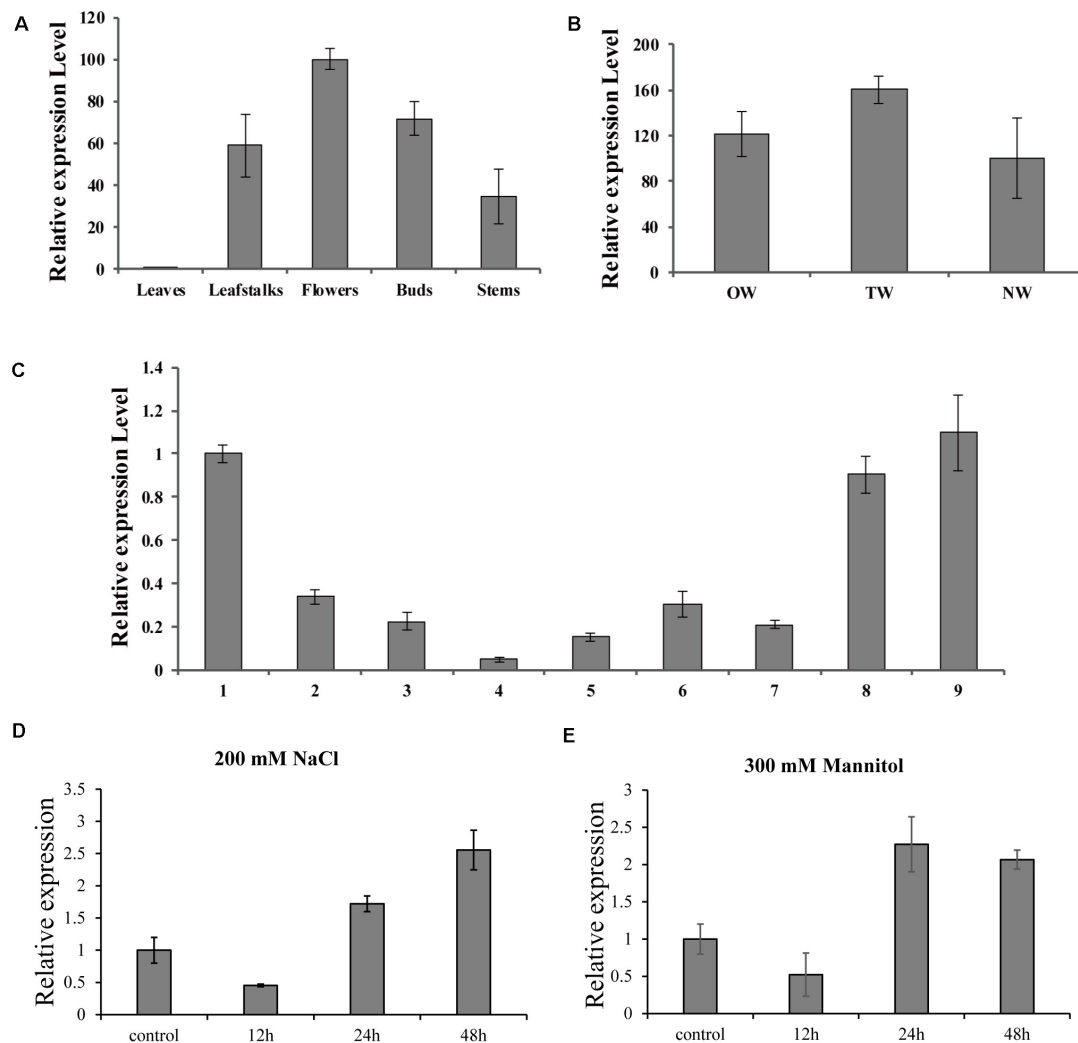 A
Relative expression Level
120
100
80
60
40
20
0
Leaves Leafstalks Flowers Buds Stems
B
Relative expression Level
200
160
120
80
40
0
OW TW NW
C
Relative expression Level
1.4
1.2
1
0.8
0.6
0.4
0.2
0
1 2 3 4 5 6 7 8 9
D
200 mM NaCl
Relative expression
3.5
3
2.5
2
1.5
1
0.5
0
control 12h 24h 48h
E
300 mM Mannitol
Relative expression
3
2.5
2
1.5
1
0.5
0
control 12h 24h 48h